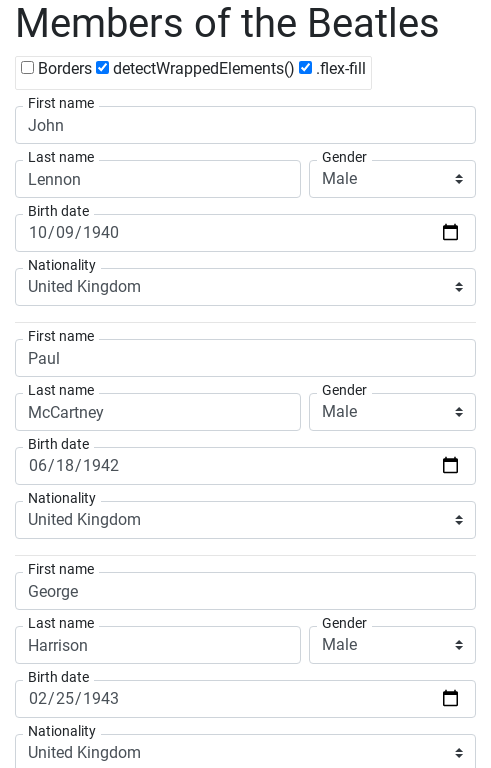 Members of the Beatles
Borders detectWrappedElements() .flex-fill
First name
John
Last name Gender
Lennon Male
Birth date
10/09/1940
Nationality
United Kingdom
First name
Paul
Last name Gender
McCartney Male
Birth date
06/18/1942
Nationality
United Kingdom
First name
George
Last name Gender
Harrison Male
Birth date
02/25/1943
Nationality
United Kingdom